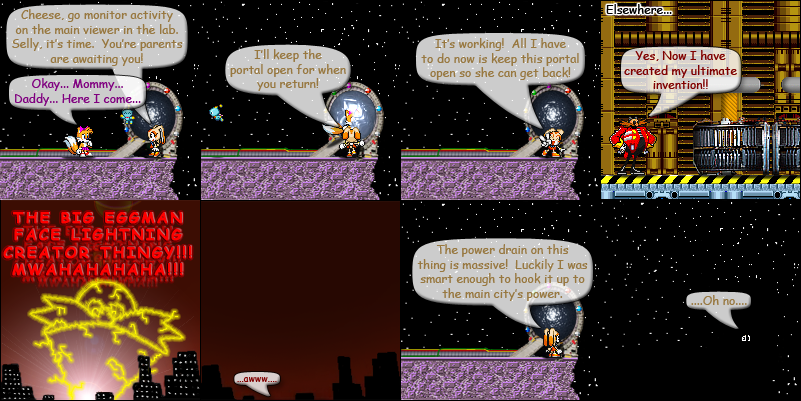 Cheese, go monitor activity
on the main viewer in the lab.
Selly, it's time. You're parents
are awaiting you!
Okay... Mommy...
Daddy... Here I come...
I'll keep the
portal open for when
you return!
It's working! All I have
to do now is keep this portal
open so she can get back!
Elsewhere...
Yes, Now I have
created my ultimate
invention!!
THE BIG EGGMAN
FACE LIGHTNING
CREATOR THINGY!!!
MWAHAHAHAHA!!!
...awww....
The power drain on this
thing is massive! Luckily I was
smart enough to hook it up to
the main city's power.
....Oh no....